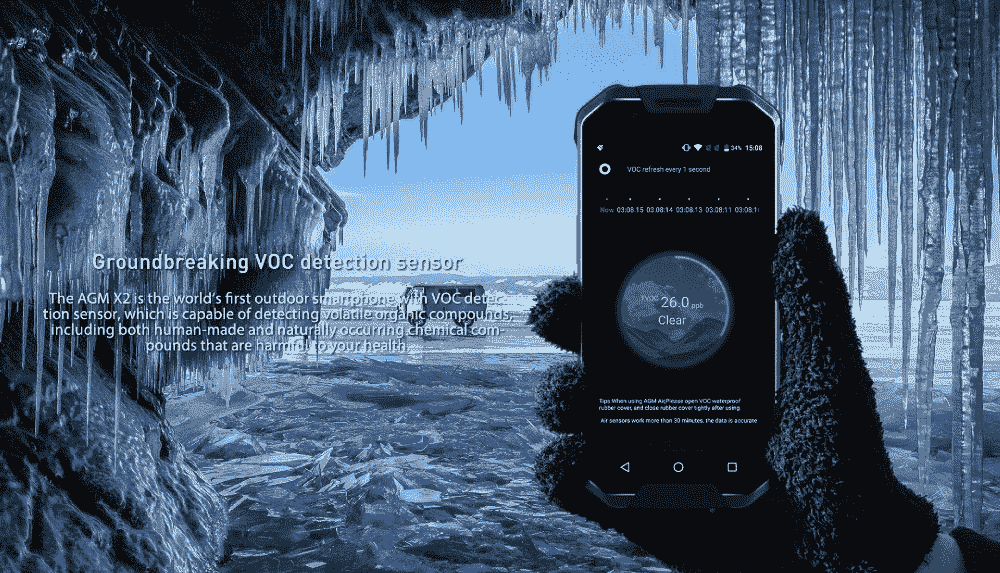 Groundbreaking VOC detection sensor
The AGM X2 is the world's first outdoor smartphone with VOC detec-
tion sensor, which is capable of detecting volatile organic compounds,
including both human-made and naturally occurring chemical com-
pounds that are harmful to your health.
34% 15:08
VOC refresh every 1 second
Now 03:08:15 03:08:14 03:08:13 03:08:11 03:08:1
TVOC
26.0 ppb
Clear
Tips:When using AGM Air,Please open VOC waterproof
rubber cover, and close rubber cover tightly after using.
Air sensors work more than 30 minutes, the data is accurate